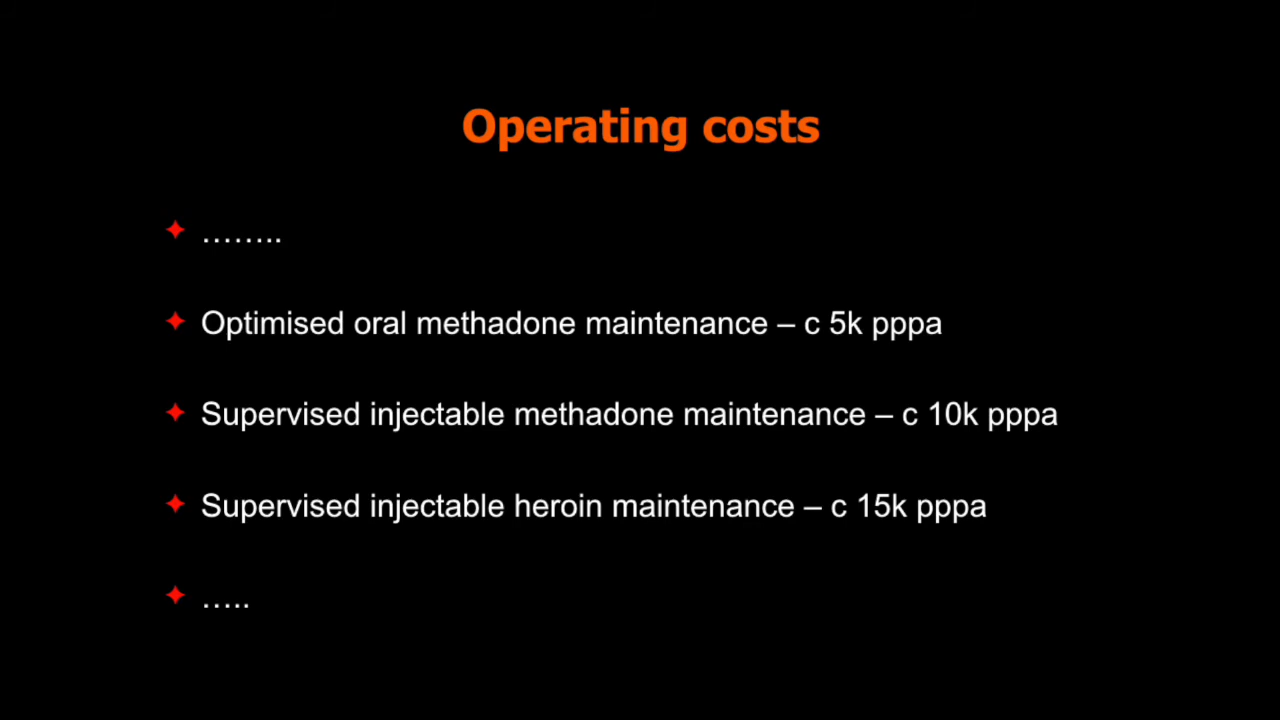 Operating costs
✦ ……..
✦ Optimised oral methadone maintenance – c 5k pppa
✦ Supervised injectable methadone maintenance – c 10k pppa
✦ Supervised injectable heroin maintenance – c 15k pppa
✦ …..